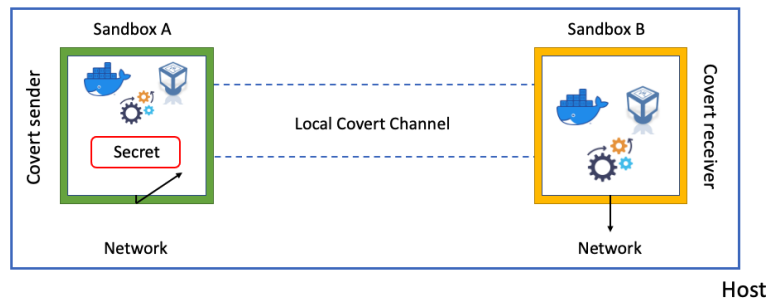 Sandbox A
Sandbox B
Covert sender
Secret
Local Covert Channel
Covert receiver
Network
Network
Host